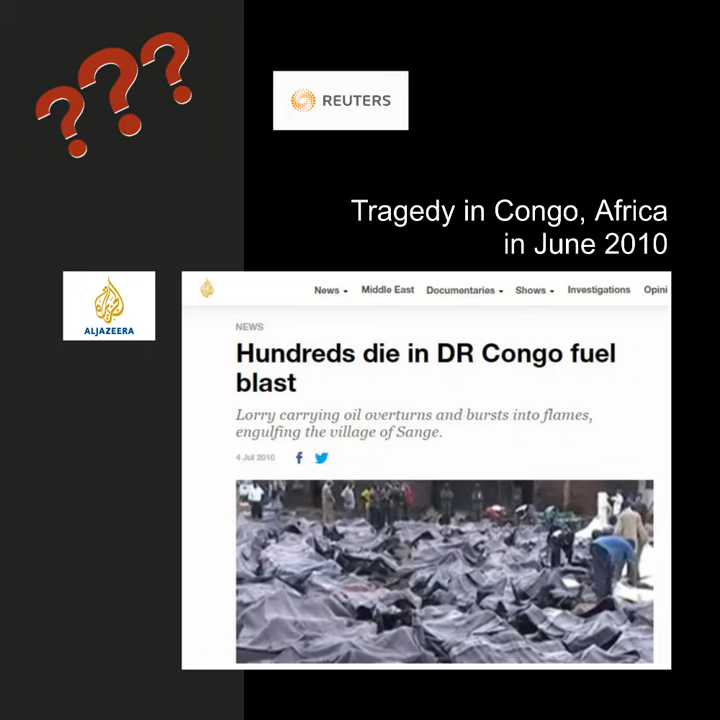 ???
REUTERS
Tragedy in Congo, Africa
in June 2010
ALJAZEERA
News Middle East Documentaries Shows Investigations Opini
NEWS
Hundreds die in DR Congo fuel
blast
Lorry carrying oil overturns and bursts into flames,
engulfing the village of Sange.
4 Jul 2010